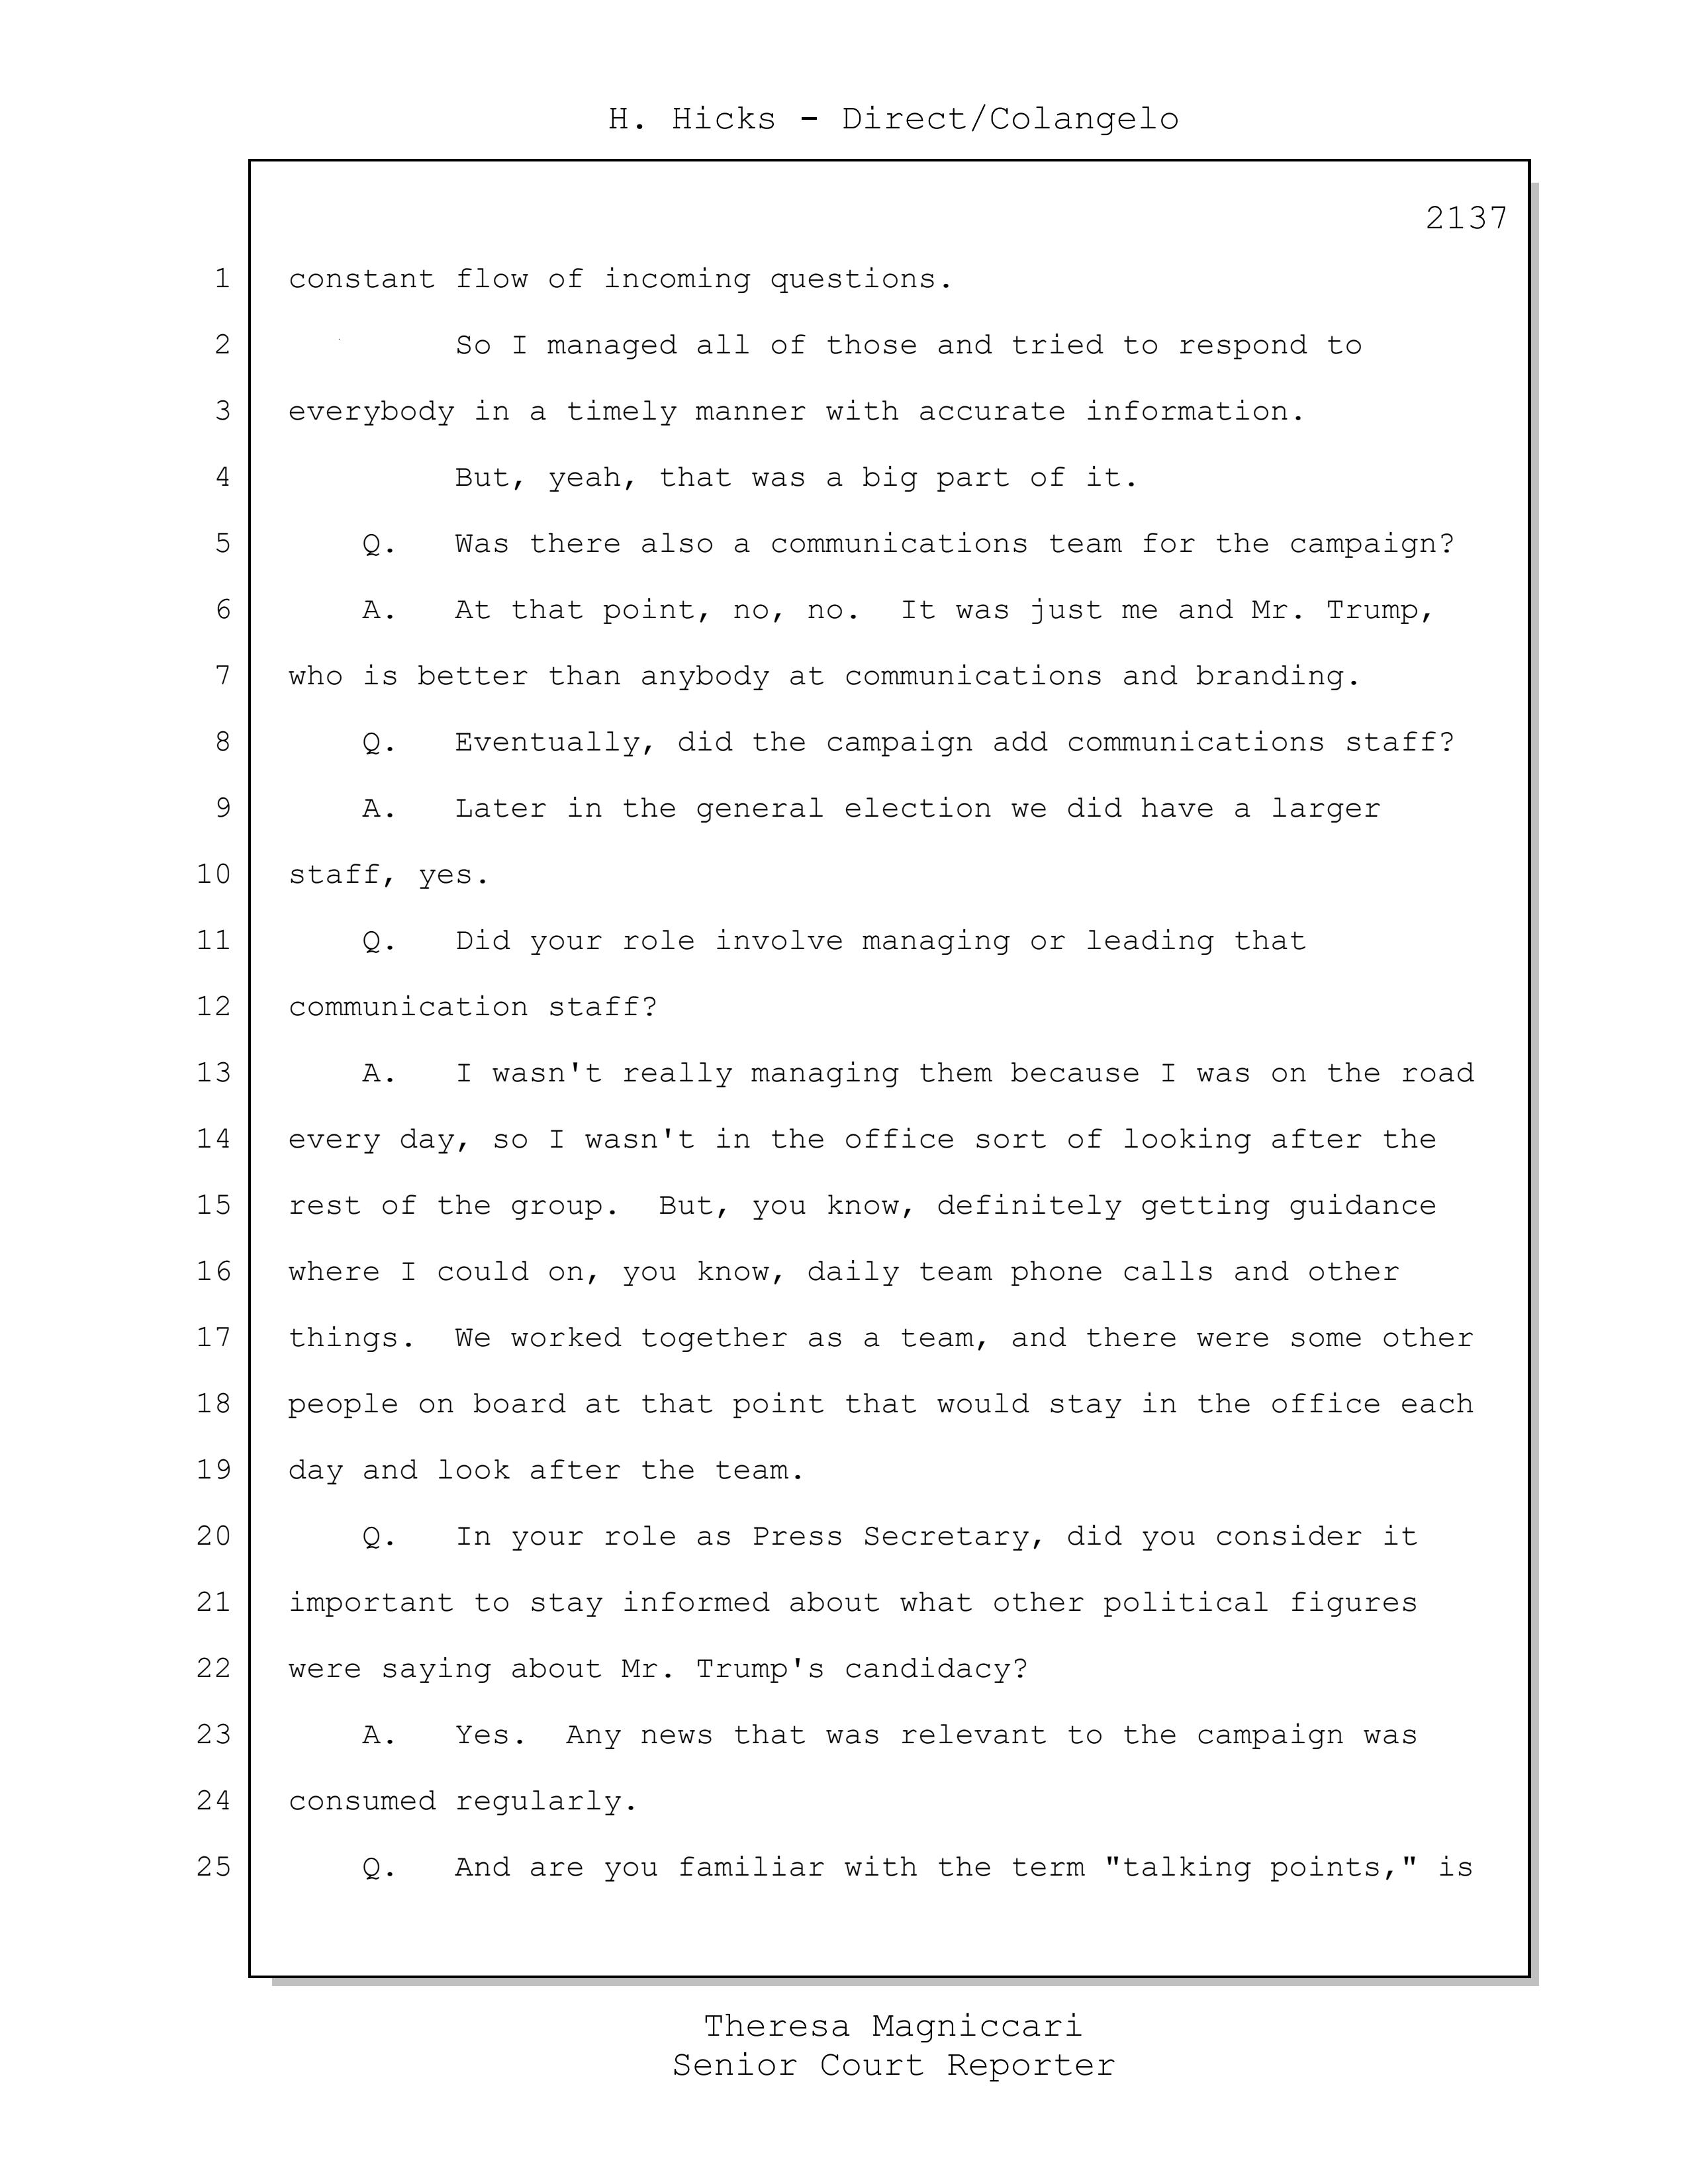 H. Hicks - Direct/Colangelo
2137
1 constant flow of incoming questions.
2 So I managed all of those and tried to respond to
3 everybody in a timely manner with accurate information.
4 But, yeah, that was a big part of it.
5 Q. Was there also a communications team for the campaign?
6 A. At that point, no, no. It was just me and Mr. Trump,
7 who is better than anybody at communications and branding.
8 Q. Eventually, did the campaign add communications staff?
9 A. Later in the general election we did have a larger
10 staff, yes.
11 Q. Did your role involve managing or leading that
12 communication staff?
13 A. I wasn't really managing them because I was on the road
14 every day, so I wasn't in the office sort of looking after the
15 rest of the group. But, you know, definitely getting guidance
16 where I could on, you know, daily team phone calls and other
17 things. We worked together as a team, and there were some other
18 people on board at that point that would stay in the office each
19 day and look after the team.
20 Q. In your role as Press Secretary, did you consider it
21 important to stay informed about what other political figures
22 were saying about Mr. Trump's candidacy?
23 A. Yes. Any news that was relevant to the campaign was
24 consumed regularly.
25 Q. And are you familiar with the term "talking points," is
Theresa Magniccari
Senior Court Reporter